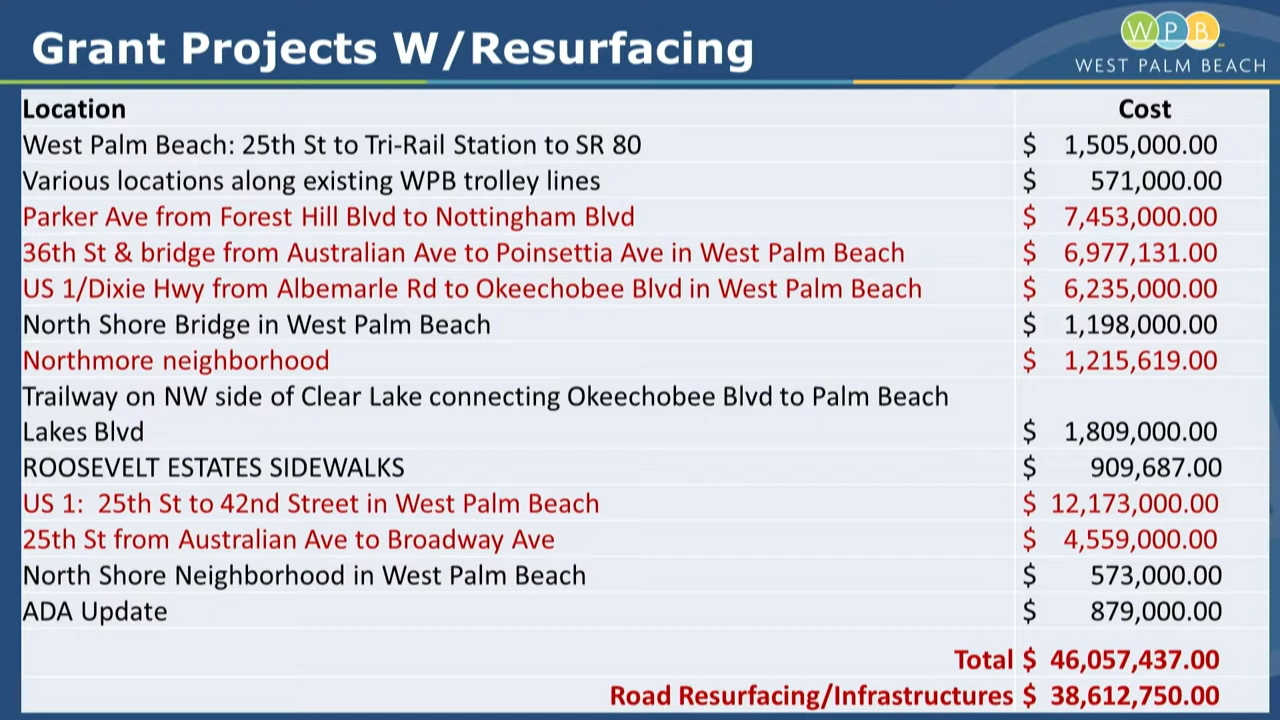 Grant Projects W/Resurfacing
WPB
WEST PALM BEACH
Location Cost
West Palm Beach: 25th St to Tri-Rail Station to SR 80 $ 1,505,000.00
Various locations along existing WPB trolley lines $ 571,000.00
Parker Ave from Forest Hill Blvd to Nottingham Blvd $ 7,453,000.00
36th St & bridge from Australian Ave to Poinsettia Ave in West Palm Beach $ 6,977,131.00
US 1/Dixie Hwy from Albemarle Rd to Okeechobee Blvd in West Palm Beach $ 6,235,000.00
North Shore Bridge in West Palm Beach $ 1,198,000.00
Northmore neighborhood $ 1,215,619.00
Trailway on NW side of Clear Lake connecting Okeechobee Blvd to Palm Beach
Lakes Blvd $ 1,809,000.00
ROOSEVELT ESTATES SIDEWALKS $ 909,687.00
US 1: 25th St to 42nd Street in West Palm Beach $ 12,173,000.00
25th St from Australian Ave to Broadway Ave $ 4,559,000.00
North Shore Neighborhood in West Palm Beach $ 573,000.00
ADA Update $ 879,000.00
Total $ 46,057,437.00
Road Resurfacing/Infrastructures $ 38,612,750.00